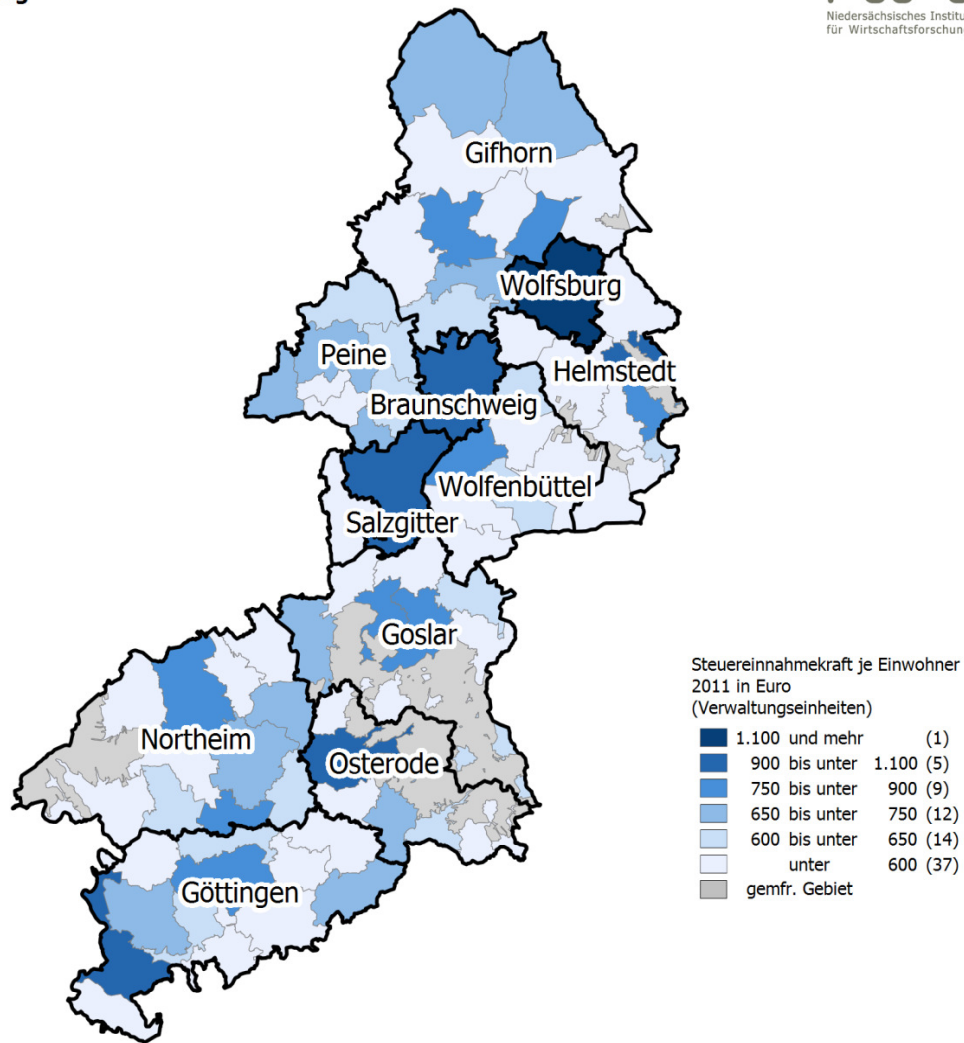 Niedersächsisches Institu
für Wirtschaftsforschung
Gifhorn
Wolfsburg
Peine
Helmstedt
Braunschweig
Wolfenbüttel
Salzgitter
Goslar
Northeim
Osterode
Göttingen
Steuereinnahmekraft je Einwohner
2011 in Euro
(Verwaltungseinheiten)
1.100 und mehr (1)
900 bis unter 1.100 (5)
750 bis unter 900 (9)
650 bis unter 750 (12)
600 bis unter 650 (14)
unter 600 (37)
gemfr. Gebiet